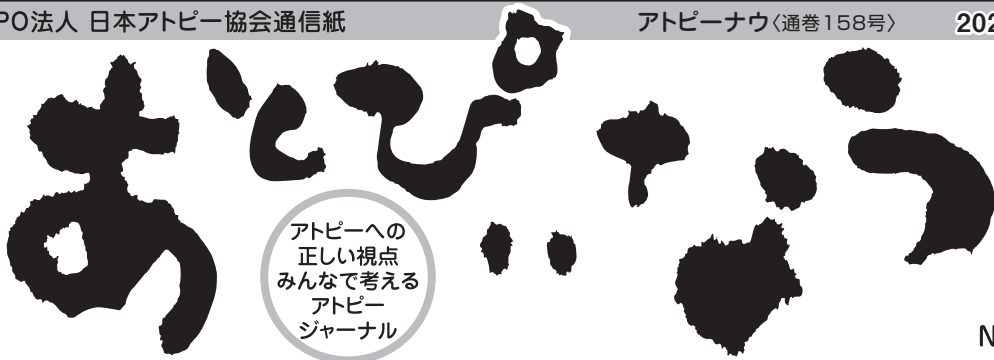 PO法人 日本アトピー協会通信紙 アトピーナウ〈通巻158号〉 202
あとぴいなう
アトピーへの
正しい視点
みんなで考える
アトピー
ジャーナル
N